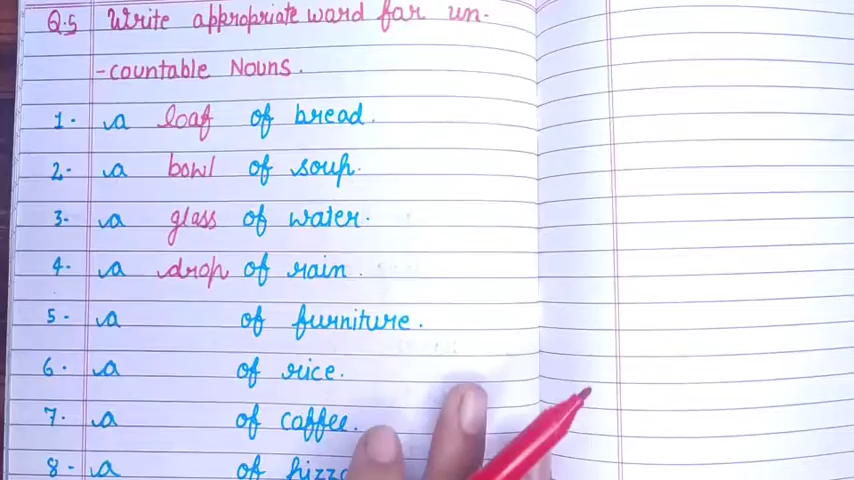 Q.5 Write appropriate word for un-
-countable Nouns.
1. a loaf of bread.
2. a bowl of soup.
3. a glass of water.
4. a drop of rain.
5. a of furniture.
6. a of rice.
7. a of coffee.
8. a of